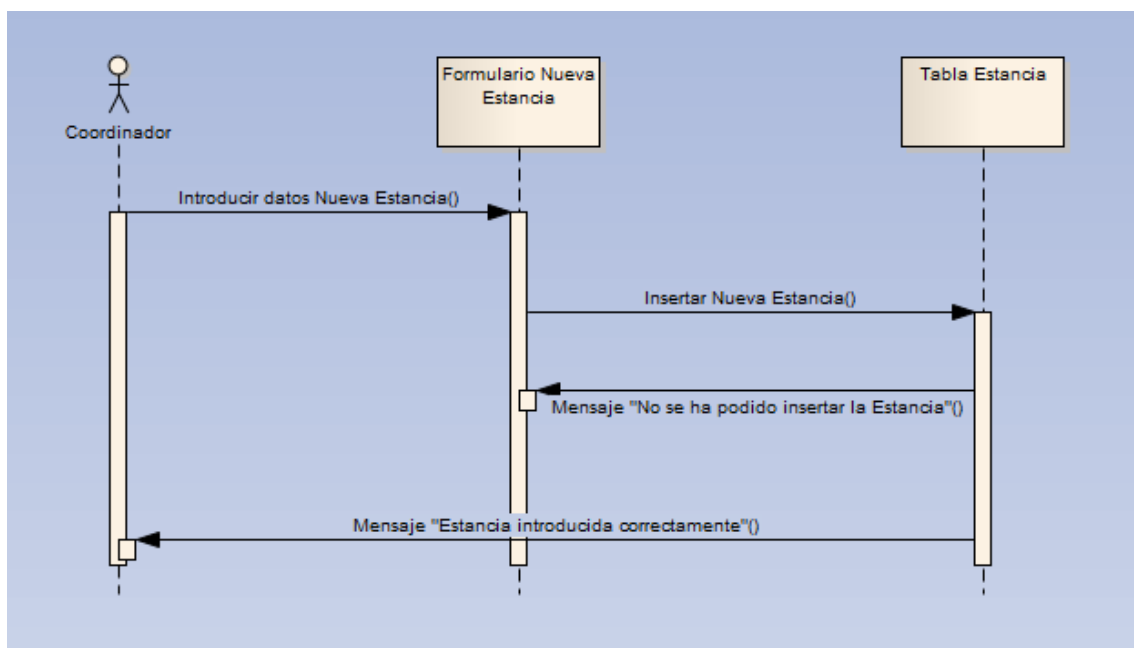 Coordinador
Formulario Nueva
Estancia
Tabla Estancia
Introducir datos Nueva Estancia()
Insertar Nueva Estancia()
Mensaje "No se ha podido insertar la Estancia"()
Mensaje "Estancia introducida correctamente"()